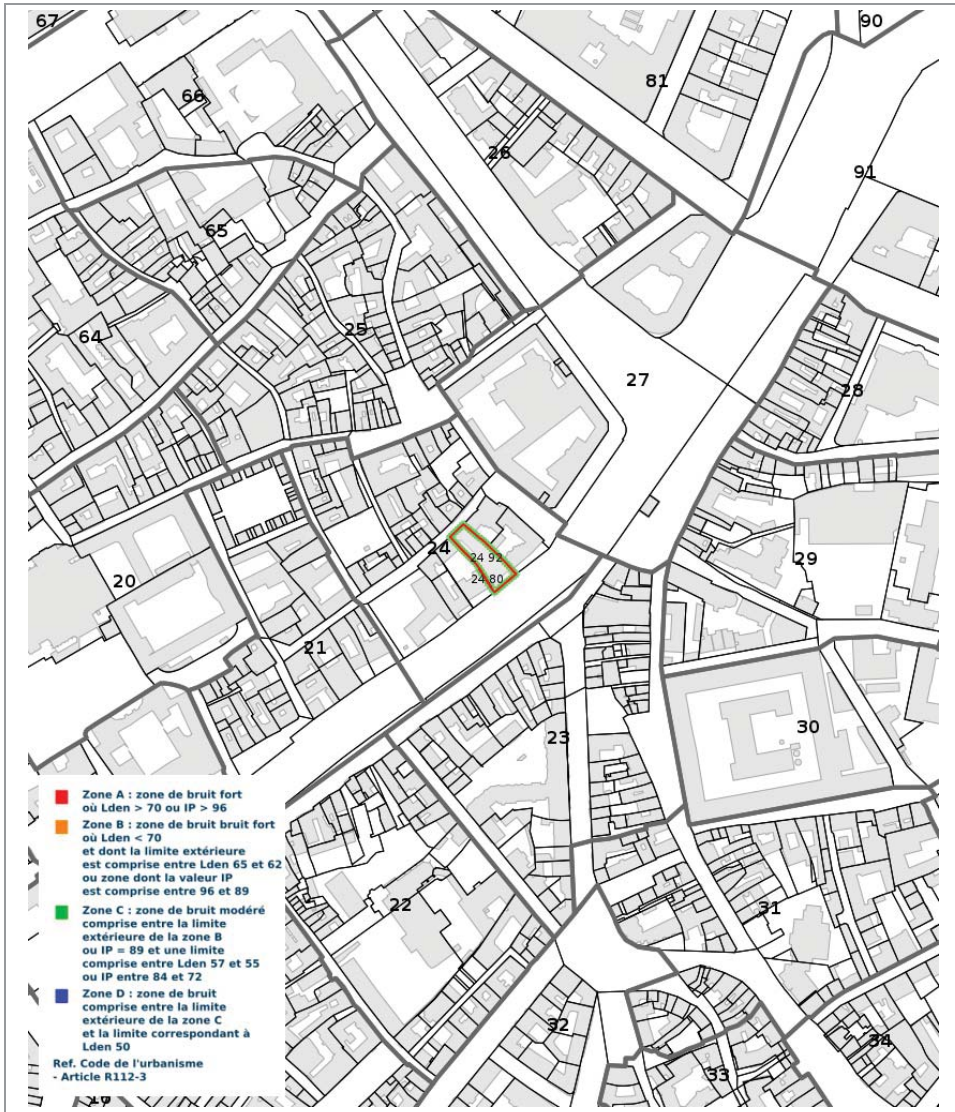 67
90
66
81
26
91
65
25
64
27
28
24
24 92
24 80
20
29
21
23
30
22
31
32
34
33
16
Zone A : zone de bruit fort
où Lden > 70 ou IP > 96
Zone B : zone de bruit bruit fort
où Lden < 70
et dont la limite extérieure
est comprise entre Lden 65 et 62
ou zone dont la valeur IP
est comprise entre 96 et 89
Zone C : zone de bruit modéré
comprise entre la limite
extérieure de la zone B
ou IP = 89 et une limite
comprise entre Lden 57 et 55
ou IP entre 84 et 72
Zone D : zone de bruit
comprise entre la limite
extérieure de la zone C
et la limite correspondant à
Lden 50
Ref. Code de l'urbanisme
- Article R112-3